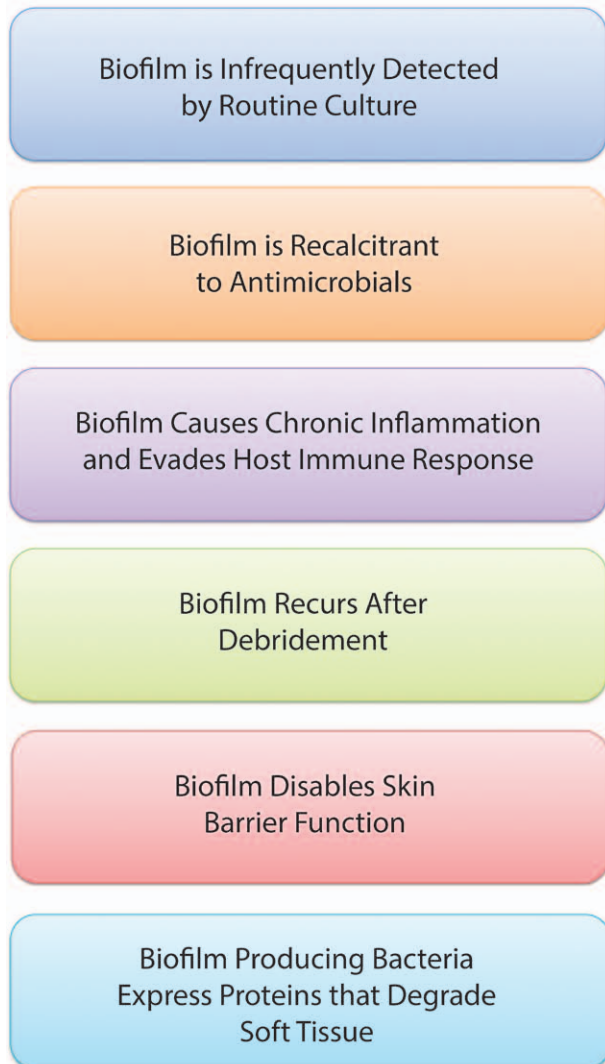 Biofilm is Infrequently Detected
by Routine Culture
Biofilm is Recalcitrant
to Antimicrobials
Biofilm Causes Chronic Inflammation
and Evades Host Immune Response
Biofilm Recurs After
Debridement
Biofilm Disables Skin
Barrier Function
Biofilm Producing Bacteria
Express Proteins that Degrade
Soft Tissue